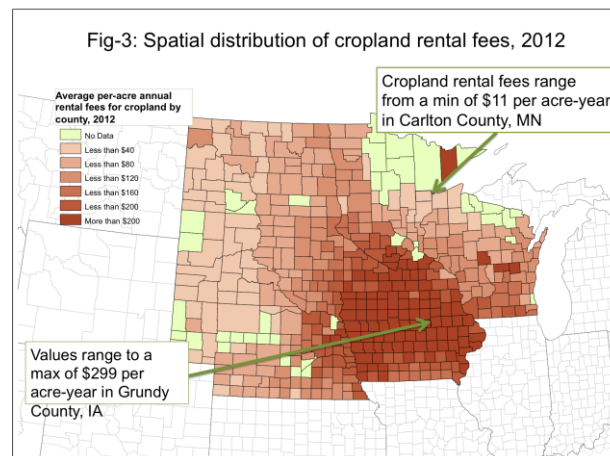 Fig-3: Spatial distribution of cropland rental fees, 2012
Average per-acre annual
rental fees for cropland by
county, 2012
No Data
Less than $40
Less than $80
Less than $120
Less than $160
Less than $200
More than $200
Cropland rental fees range
from a min of $11 per acre-year
in Carlton County, MN
Values range to a
max of $299 per
acre-year in Grundy
County, IA